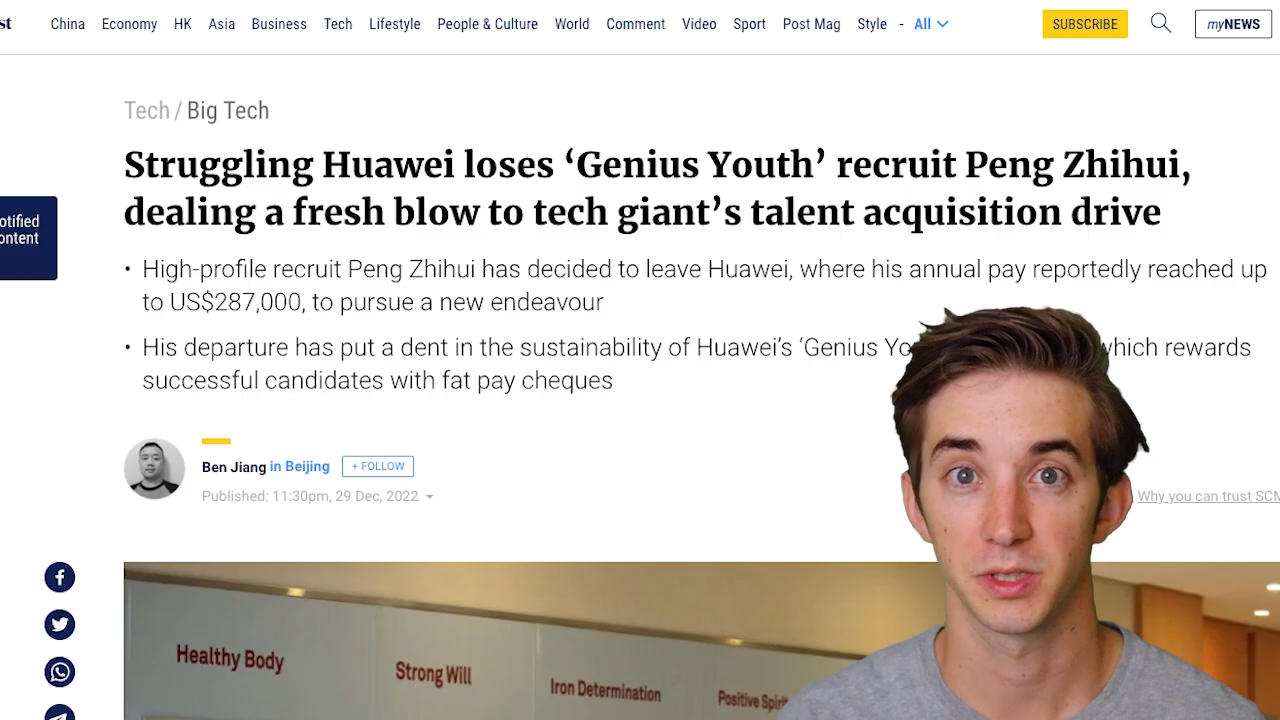 st China Economy HK Asia Business Tech Lifestyle People & Culture World Comment Video Sport Post Mag Style - All SUBSCRIBE myNEWS
Tech / Big Tech
Struggling Huawei loses ‘Genius Youth’ recruit Peng Zhihui,
dealing a fresh blow to tech giant’s talent acquisition drive
otified
ontent
• High-profile recruit Peng Zhihui has decided to leave Huawei, where his annual pay reportedly reached up
to US$287,000, to pursue a new endeavour
• His departure has put a dent in the sustainability of Huawei’s ‘Genius Yo which rewards
successful candidates with fat pay cheques
Ben Jiang in Beijing + FOLLOW
Published: 11:30pm, 29 Dec, 2022
Why you can trust SCM
Healthy Body
Strong Will
Iron Determination
Positive Spirit